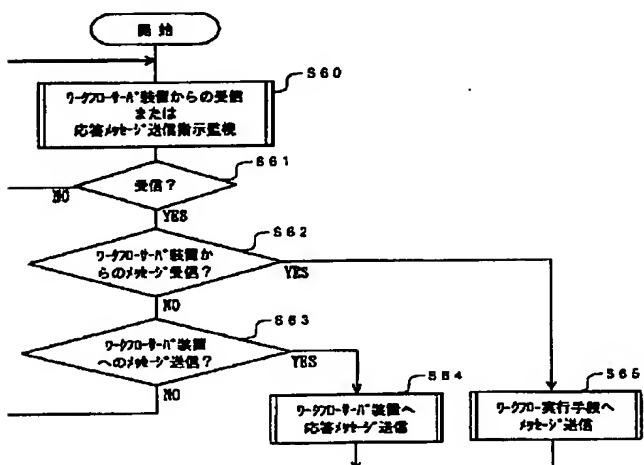 開始
S60
ワークフローサーバ装置からの受信
または
応答メッセージ送信指示監視
S61
受信?
NO
YES
S62
ワークフローサーバ装置か
らのメッセージ受信?
YES
NO
S63
ワークフローサーバ装置
へのメッセージ送信?
YES
NO
S64
ワークフローサーバ装置へ
応答メッセージ送信
S65
ワークフロー実行手段へ
メッセージ送信